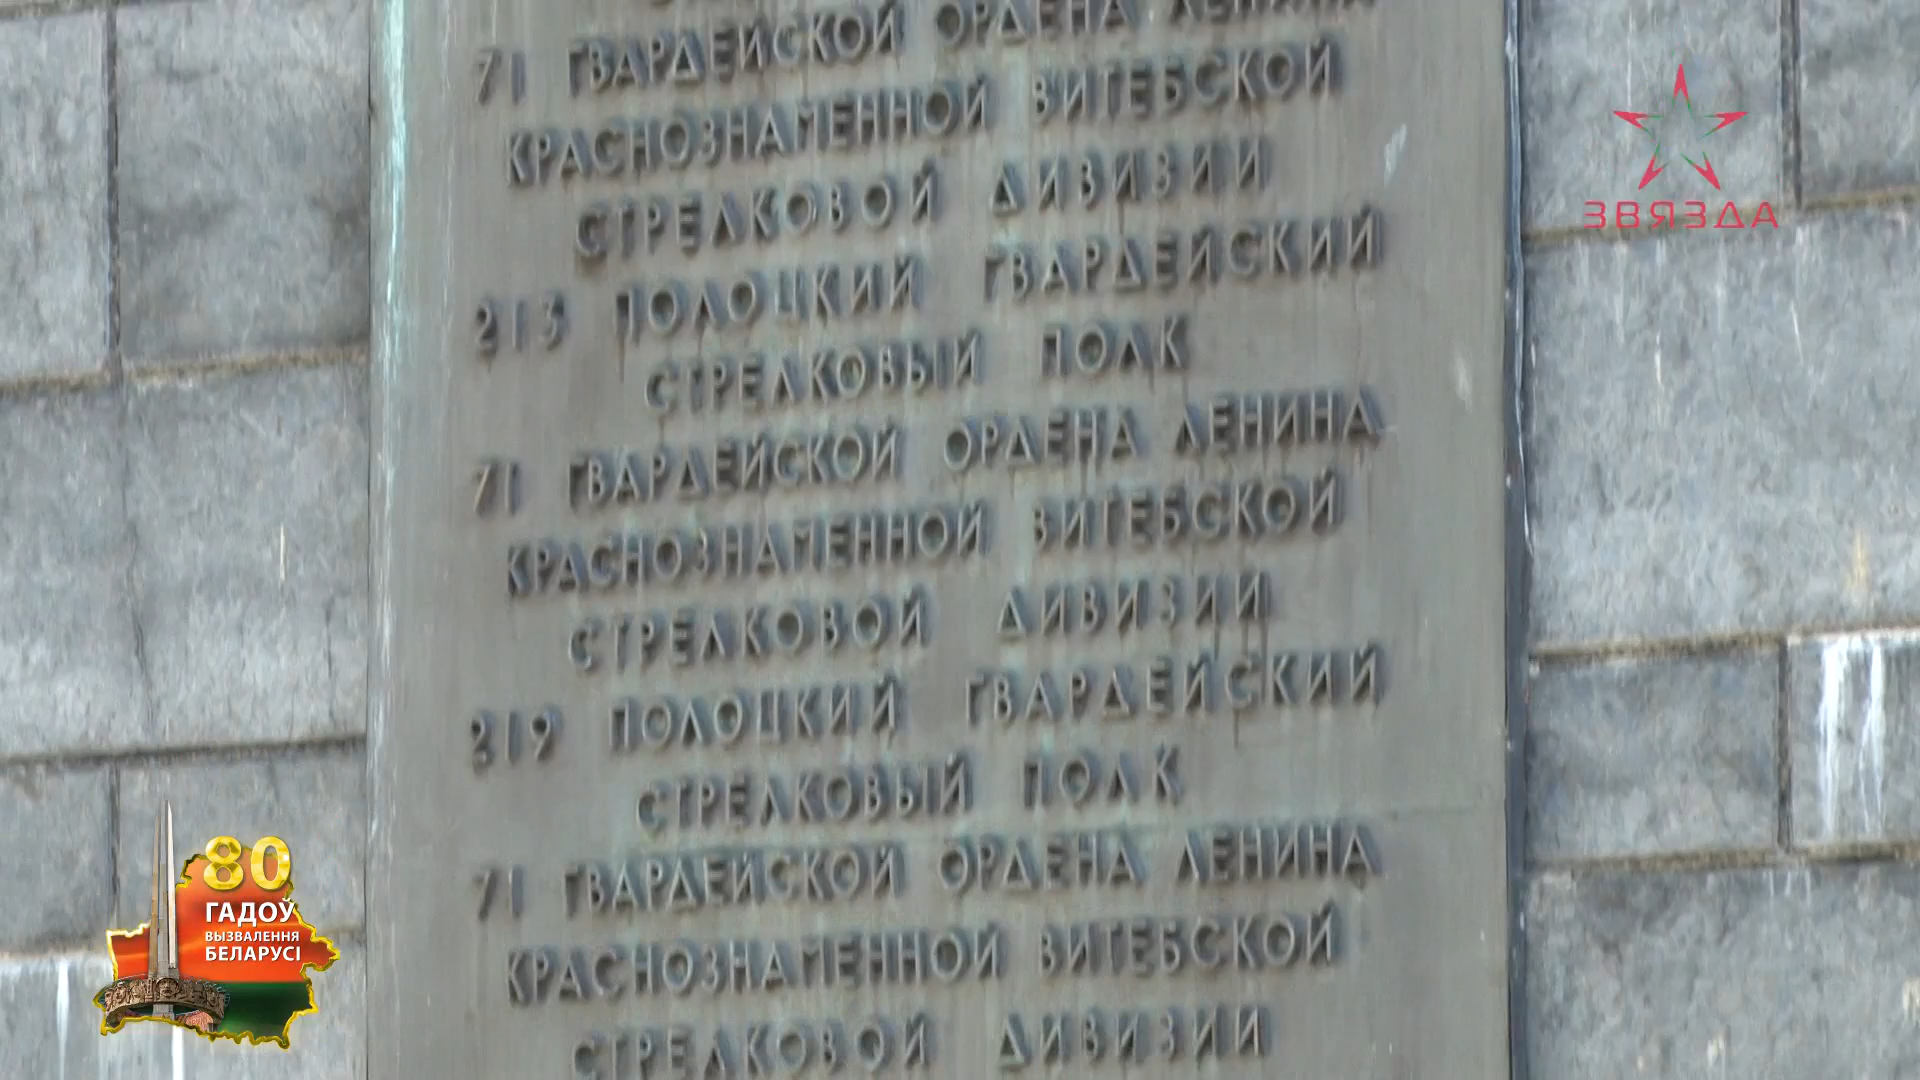 71 ГВАРДЕЙСКОЙ ОРДЕНА ЛЕНИНА
КРАСНОЗНАМЕННОЙ ВИТЕБСКОЙ
СТРЕЛКОВОЙ ДИВИЗИИ
213 ПОЛОЦКИЙ ГВАРДЕЙСКИЙ
СТРЕЛКОВЫЙ ПОЛК
71 ГВАРДЕЙСКОЙ ОРДЕНА ЛЕНИНА
КРАСНОЗНАМЕННОЙ ВИТЕБСКОЙ
СТРЕЛКОВОЙ ДИВИЗИИ
219 ПОЛОЦКИЙ ГВАРДЕЙСКИЙ
СТРЕЛКОВЫЙ ПОЛК
71 ГВАРДЕЙСКОЙ ОРДЕНА ЛЕНИНА
КРАСНОЗНАМЕННОЙ ВИТЕБСКОЙ
СТРЕЛКОВОЙ ДИВИЗИИ
ЗВЯЗДА
80
ГАДОЎ
ВЫЗВАЛЕННЯ
БЕЛАРУСІ